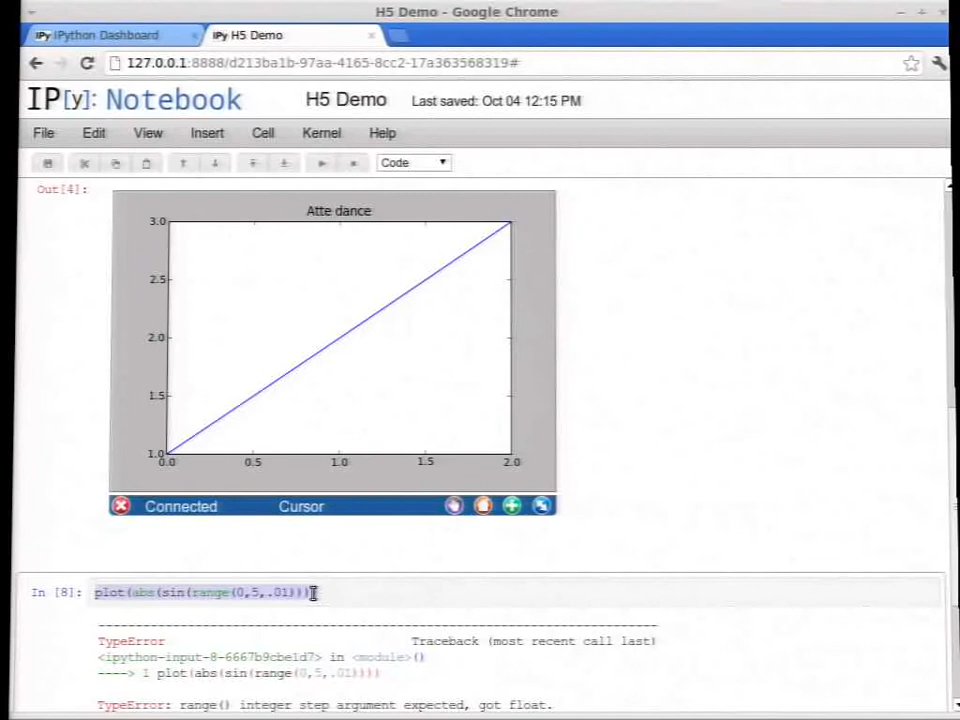 H5 Demo - Google Chrome
IPy IPython Dashboard IPy H5 Demo
127.0.0.1:8888/d213ba1b-97aa-4165-8cc2-17a363568319#
IP[y]: Notebook H5 Demo Last saved: Oct 04 12:15 PM
File Edit View Insert Cell Kernel Help
Code
Out[4]:
Atte dance
3.0
2.5
2.0
1.5
1.0
0.0 0.5 1.0 1.5 2.0
Connected Cursor
In [8]: plot(abs(sin(range(0,5,.01))))
TypeError Traceback (most recent call last)
<ipython-input-8-6667b9cbe1d7> in <module>()
----> 1 plot(abs(sin(range(0,5,.01))))
TypeError: range() integer step argument expected, got float.